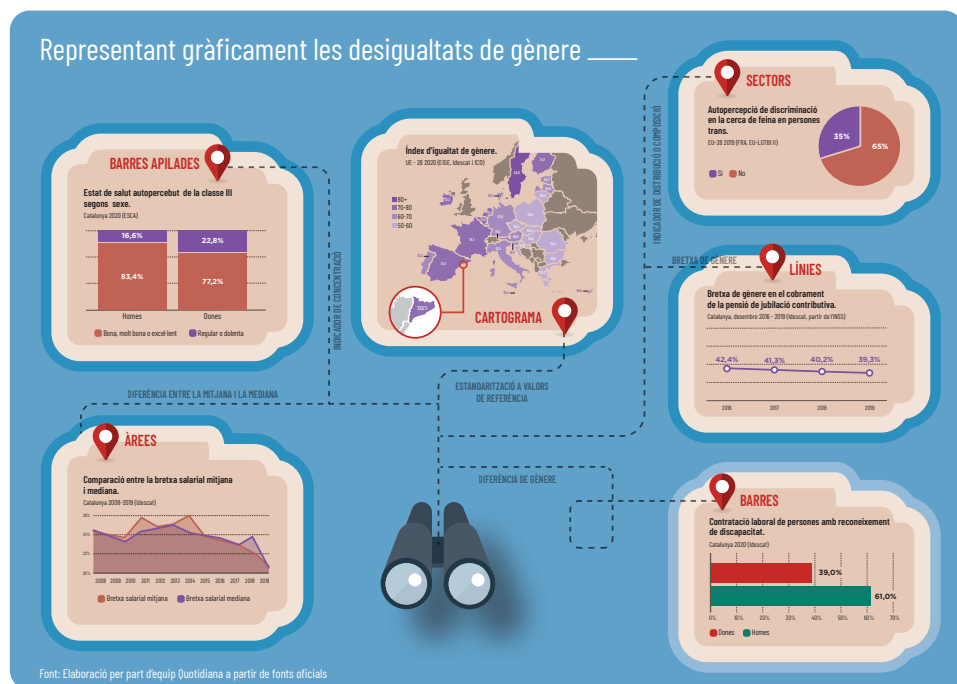 Representant gràficament les desigualtats de gènere
SECTORS
Autopercepció de discriminació
en la cerca de feina en persones
trans.
EU-28 2019 (FRA, EU-LGTBI II)
35%
65%
Sí
No
INDICADOR DE DISTRIBUCIÓ O COMPOSICIÓ
BARRES APILADES
Estat de salut autopercebut de la classe III
segons sexe.
Catalunya 2020 (ESCA)
16,6%
22,8%
83,4%
77,2%
Homes
Dones
Bona, molt bona o excel·lent
Regular o dolenta
INDICADOR DE CONCENTRACIÓ
Índex d'igualtat de gènere.
UE - 28 2020 (EIGE, Idescat i ICD)
80+
70-80
60-70
50-60
CARTOGRAMA
BRETXA DE GÈNERE
LÍNIES
Bretxa de gènere en el cobrament
de la pensió de jubilació contributiva.
Catalunya, desembre 2016 - 2019 (Idescat, partir de l'INSS)
42,4%
41,3%
40,2%
39,3%
2016
2017
2018
2019
DIFERÈNCIA ENTRE LA MITJANA I LA MEDIANA
ESTANDARITZACIÓ A VALORS
DE REFERÈNCIA
ÀREES
Comparació entre la bretxa salarial mitjana
i mediana.
Catalunya 2008-2019 (Idescat)
26%
24%
22%
20%
2008 2009 2010 2011 2012 2013 2014 2015 2016 2017 2018 2019
Bretxa salarial mitjana
Bretxa salarial mediana
DIFERÈNCIA DE GÈNERE
BARRES
Contratació laboral de persones amb reconeixement
de discapacitat.
Catalunya 2020 (Idescat)
39,0%
61,0%
0% 10% 20% 30% 40% 50% 60% 70%
Dones
Homes
Font: Elaboració per part d'equip Quotidiana a partir de fonts oficials